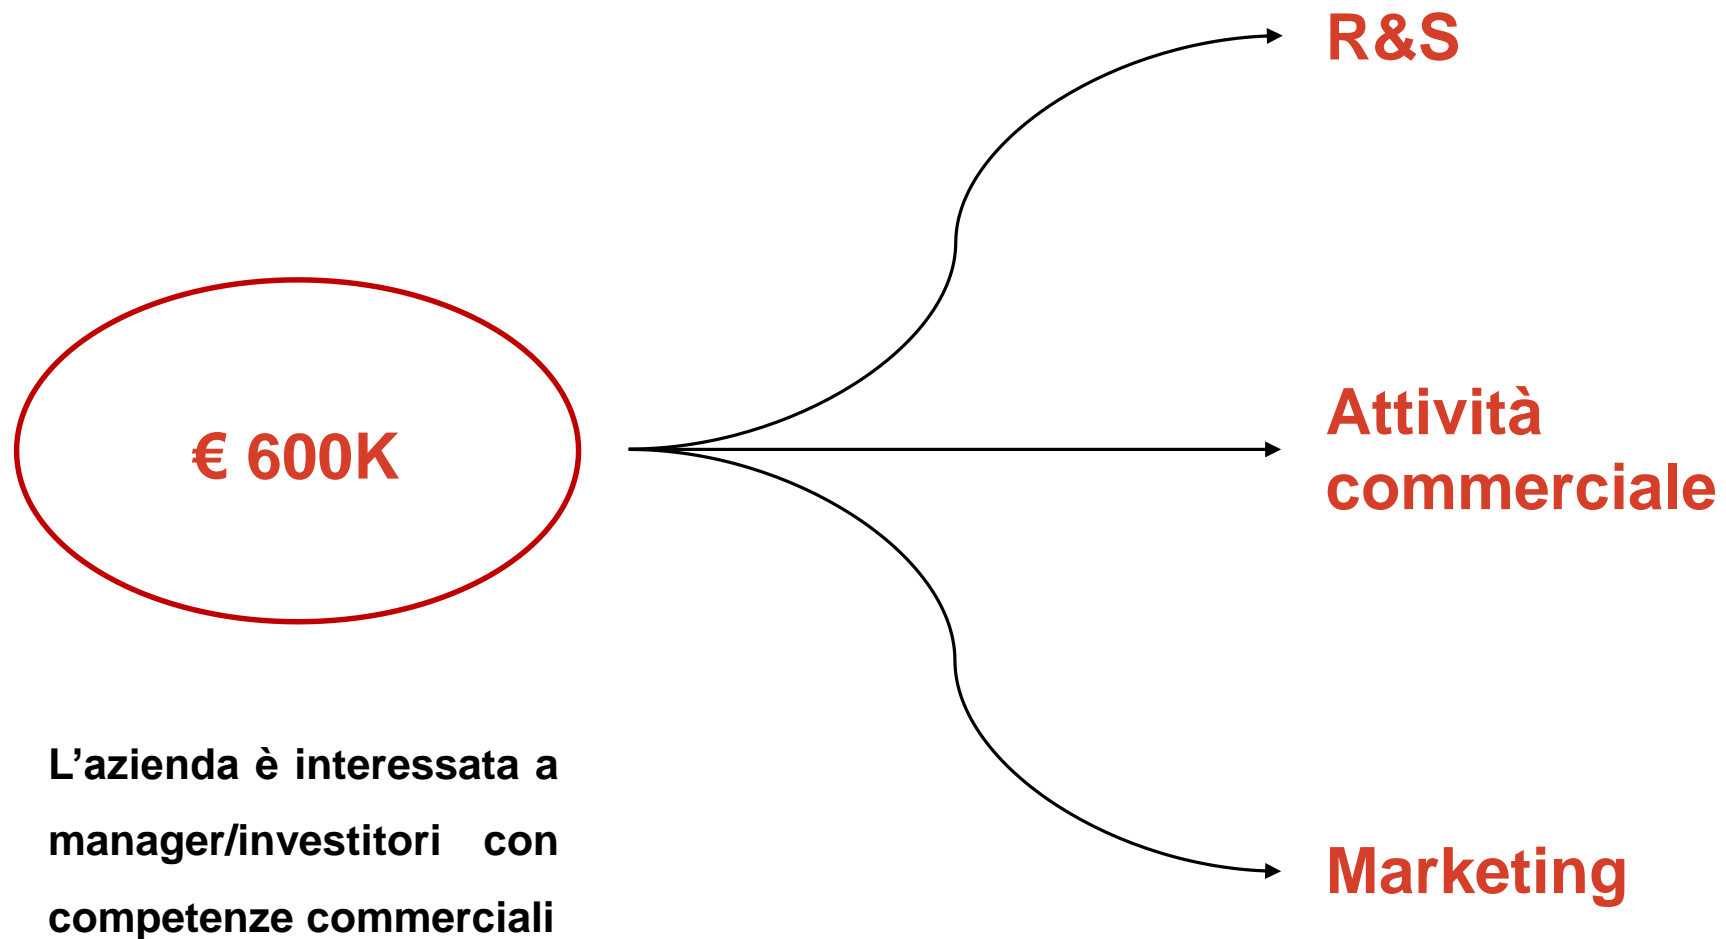 R&S
€ 600K
Attività
commerciale
L’azienda è interessata a
manager/investitori con
competenze commerciali
Marketing